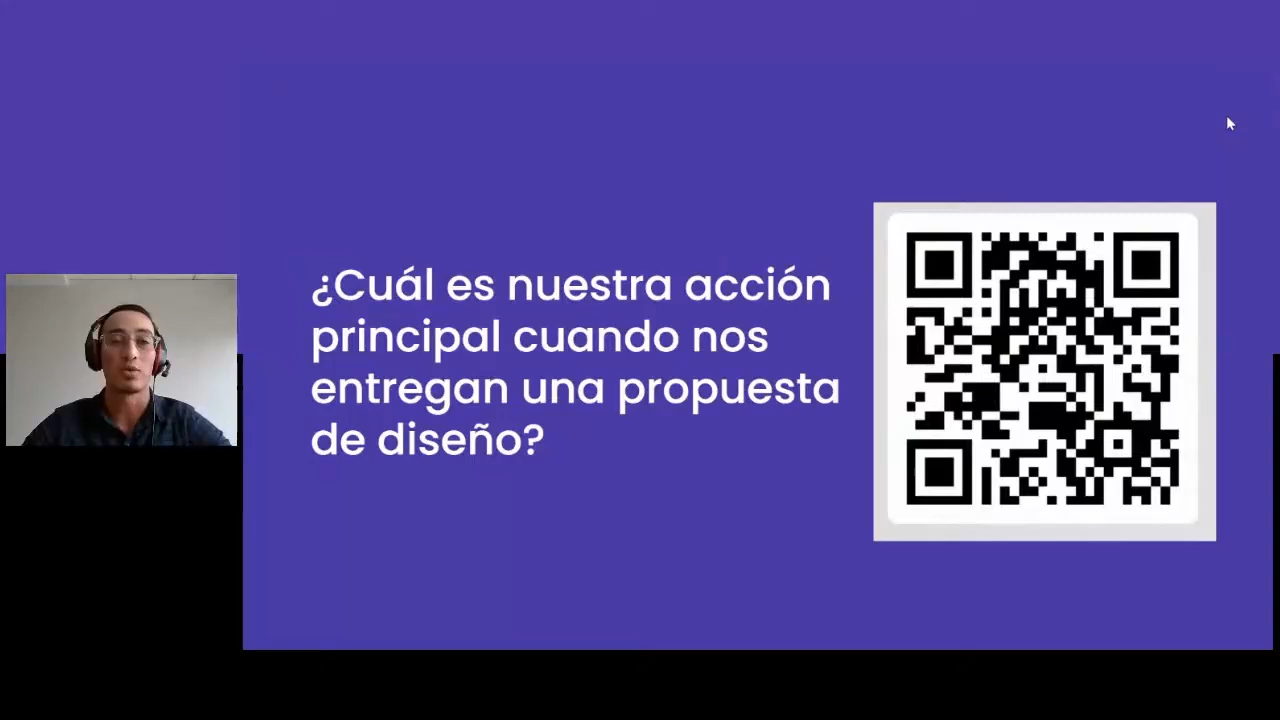 ¿Cuál es nuestra acción
principal cuando nos
entregan una propuesta
de diseño?